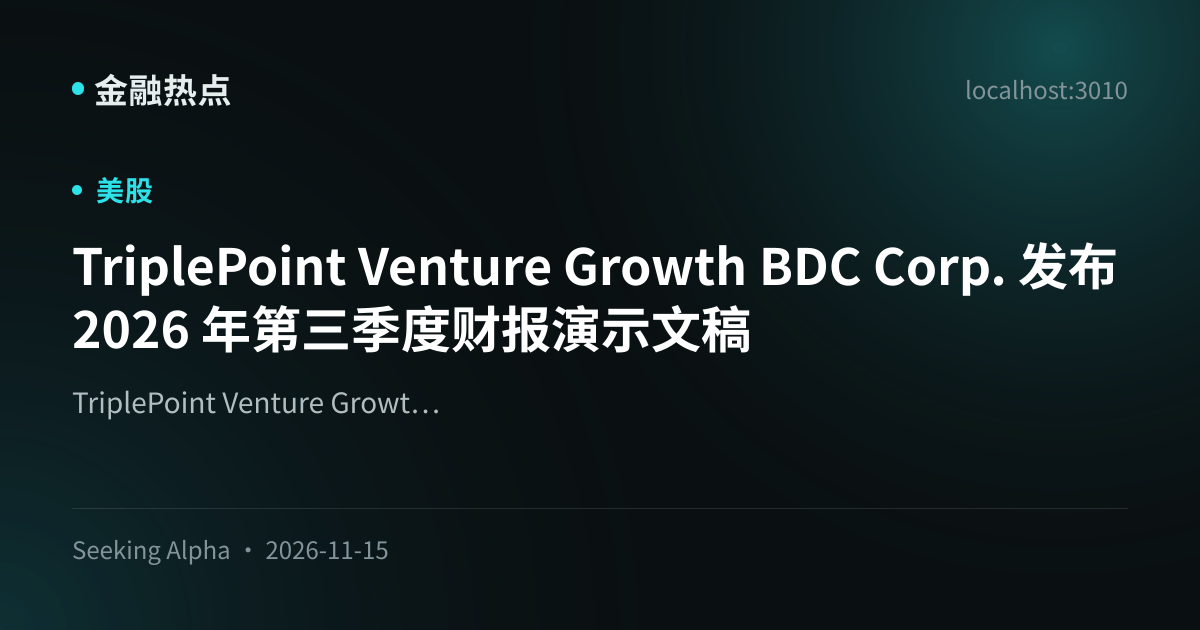 金融热点
localhost:3010
美股
TriplePoint Venture Growth BDC Corp. 发布
2026 年第三季度财报演示文稿
TriplePoint Venture Growt…
Seeking Alpha • 2026-11-15